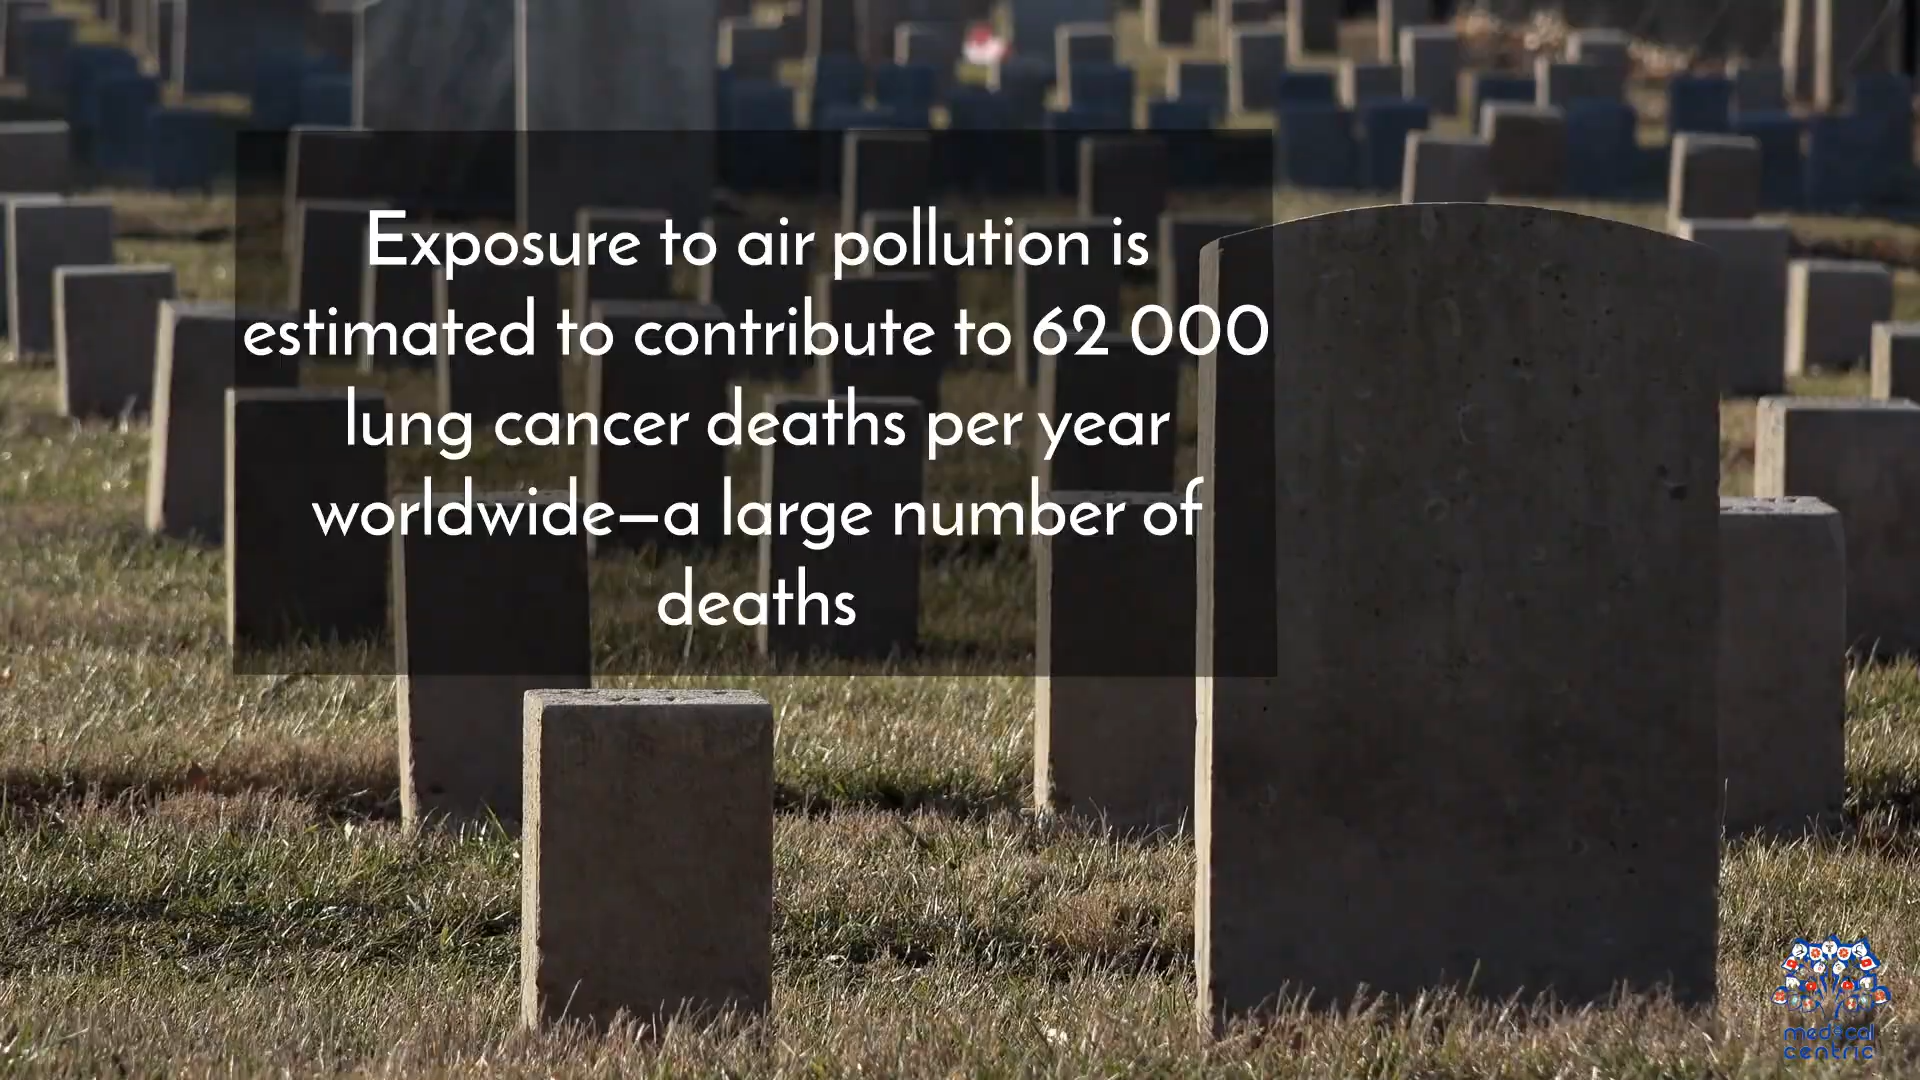 Exposure to air pollution is
estimated to contribute to 62 000
lung cancer deaths per year
worldwide—a large number of
deaths
medical
centric